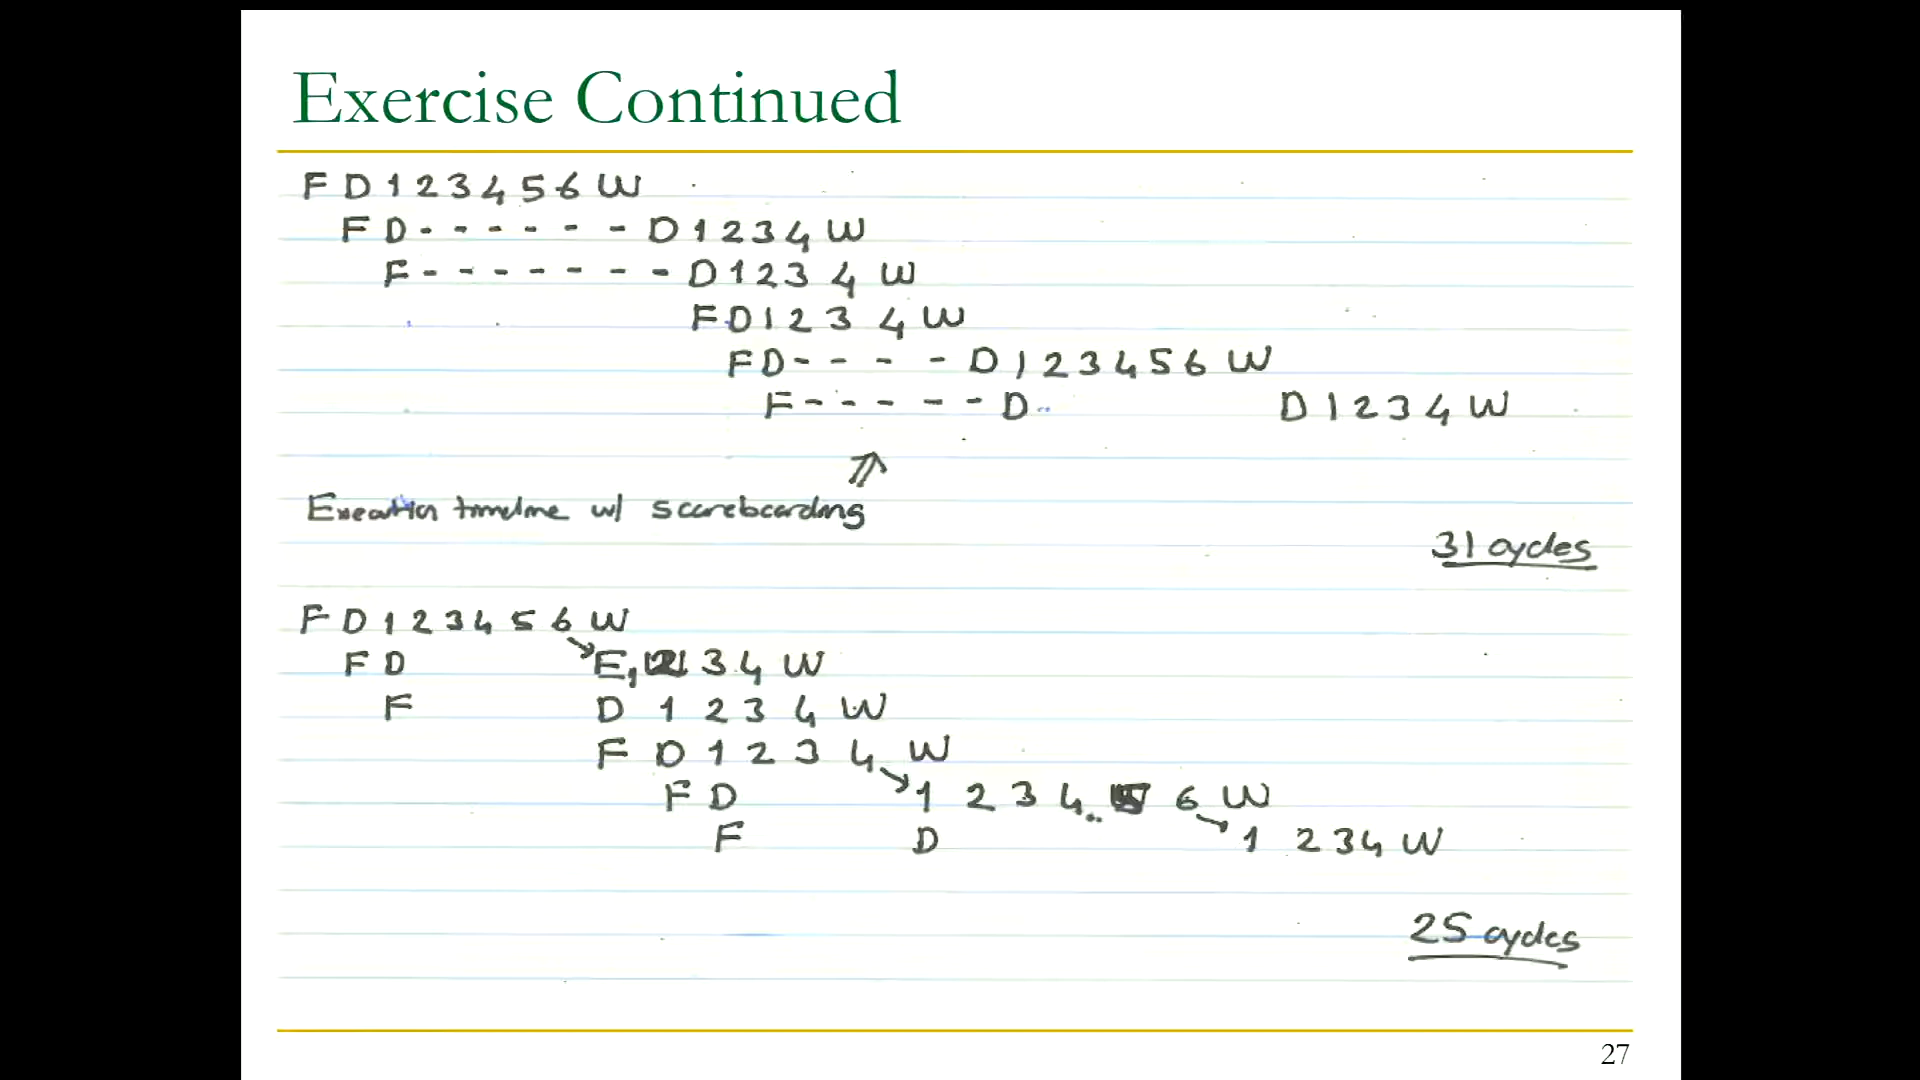 Exercise Continued
F D 1 2 3 4 5 6 W
F D - - - - - - D 1 2 3 4 W
F - - - - - - - D 1 2 3 4 W
F D 1 2 3 4 W
F D - - - - D 1 2 3 4 5 6 W
F - - - - - D D 1 2 3 4 W
Execution timeline w/ scoreboarding
31 cycles
F D 1 2 3 4 5 6 W
F D E1 2 3 4 W
F D 1 2 3 4 W
F D 1 2 3 4 W
F D 1 2 3 4 5 6 W
F D 1 2 3 4 W
25 cycles
27